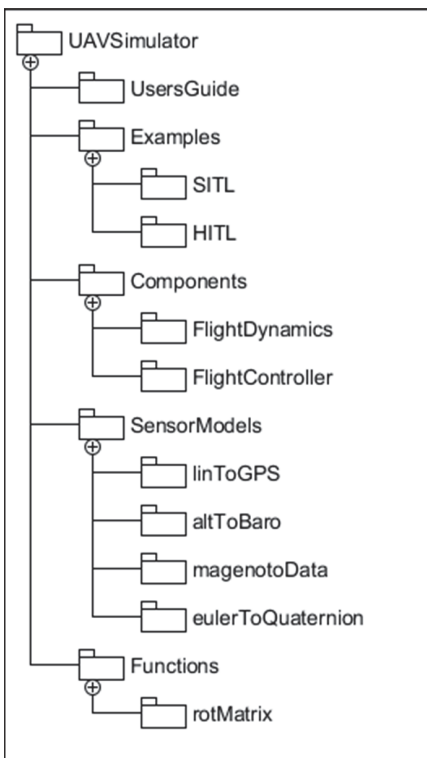 UAVSimulator
UsersGuide
Examples
SITL
HITL
Components
FlightDynamics
FlightController
SensorModels
linToGPS
altToBaro
magenotoData
eulerToQuaternion
Functions
rotMatrix